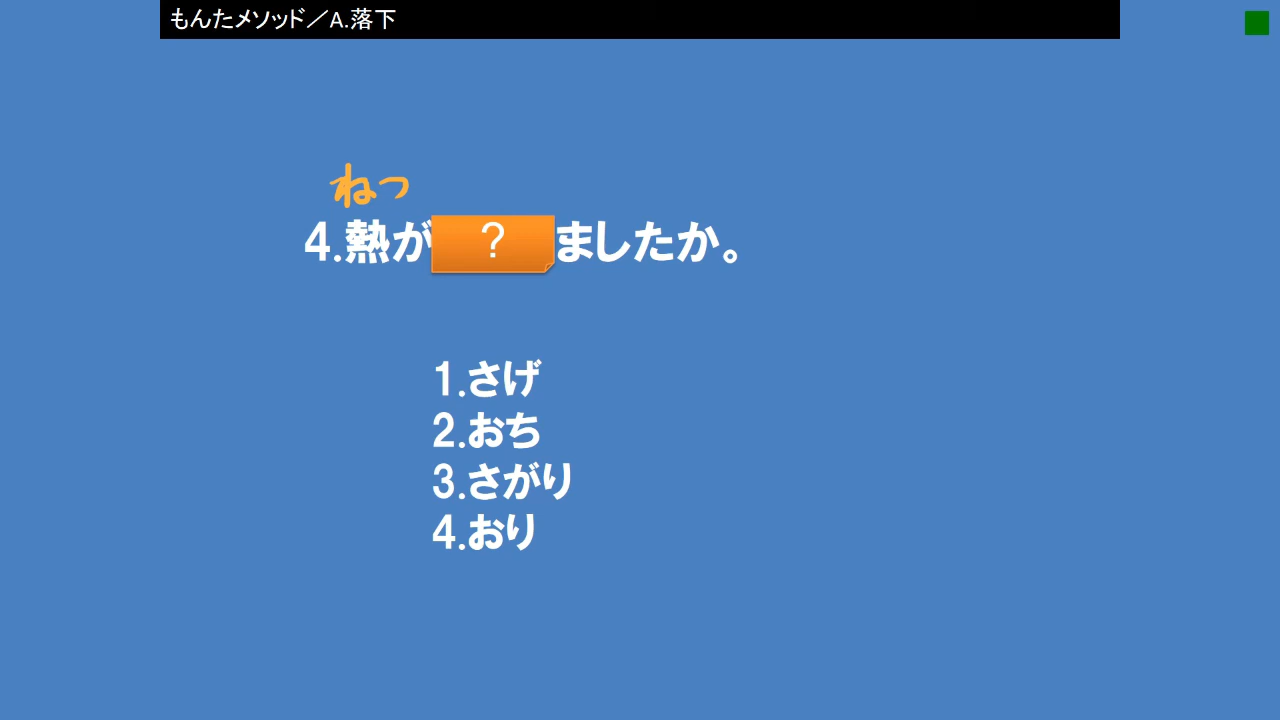 もんたメソッド／A.落下
ねつ
4.熱が？ましたか。
1.さげ
2.おち
3.さがり
4.おり